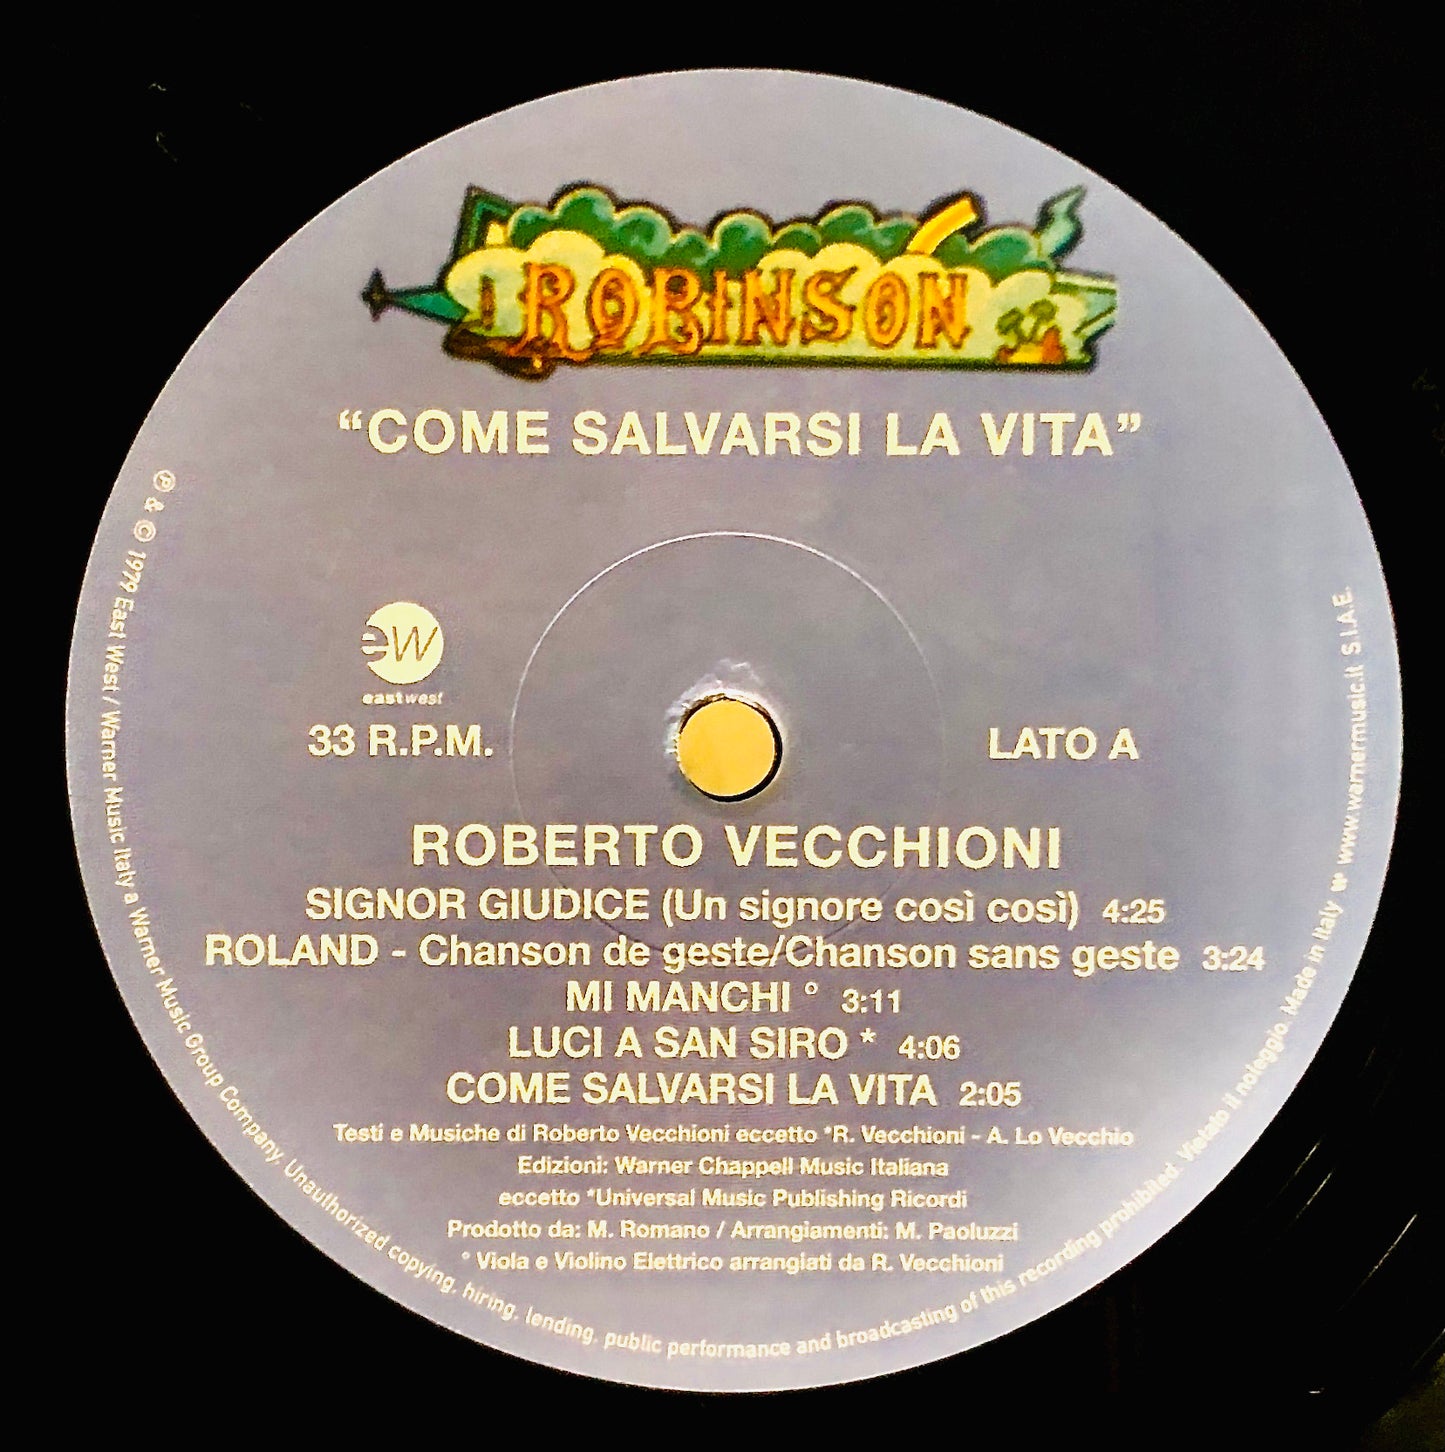 ROBINSON
“COME SALVARSI LA VITA”
ew
eastwest
33 R.P.M.
LATO A
ROBERTO VECCHIONI
SIGNOR GIUDICE (Un signore così così) 4:25
ROLAND - Chanson de geste/Chanson sans geste 3:24
MI MANCHI ° 3:11
LUCI A SAN SIRO * 4:06
COME SALVARSI LA VITA 2:05
Testi e Musiche di Roberto Vecchioni eccetto *R. Vecchioni - A. Lo Vecchio
Edizioni: Warner Chappell Music Italiana
eccetto *Universal Music Publishing Ricordi
Prodotto da: M. Romano / Arrangiamenti: M. Paoluzzi
° Viola e Violino Elettrico arrangiati da R. Vecchioni
℗ & © 1979 East West / Warner Music Italy a Warner Music Group Company. Unauthorized copying, hiring, lending, public performance and broadcasting of this recording prohibited. Vietato il noleggio. Made in Italy w www.warnermusic.it S.I.A.E.